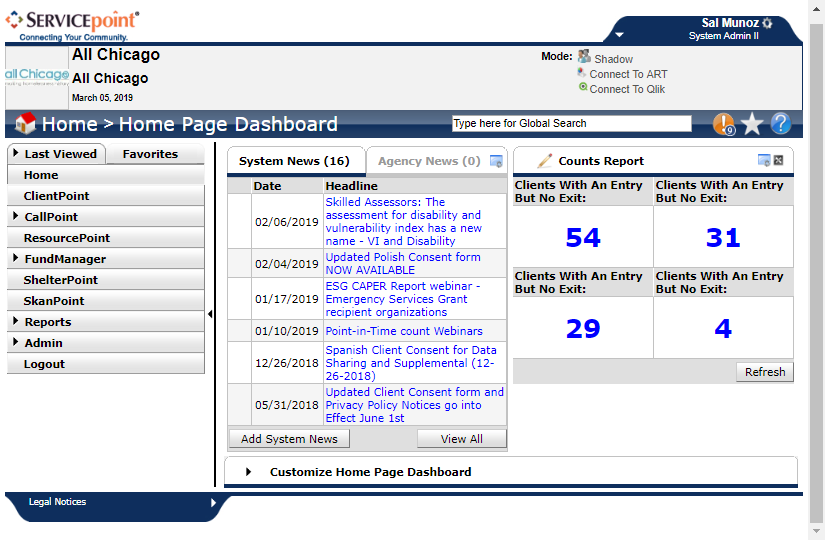 SERVICEpoint®
Connecting Your Community.
Sal Munoz
System Admin II
all Chicago
All Chicago
All Chicago
March 05, 2019
Mode: Shadow
Connect To ART
Connect To Qlik
Home > Home Page Dashboard
Type here for Global Search
9
?
Last Viewed
Favorites
Home
ClientPoint
CallPoint
ResourcePoint
FundManager
ShelterPoint
SkanPoint
Reports
Admin
Logout
System News (16)
Agency News (0)
Date Headline
02/06/2019 Skilled Assessors: The
assessment for disability and
vulnerability index has a new
name - VI and Disability
02/04/2019 Updated Polish Consent form
NOW AVAILABLE
01/17/2019 ESG CAPER Report webinar -
Emergency Services Grant
recipient organizations
01/10/2019 Point-in-Time count Webinars
12/26/2018 Spanish Client Consent for Data
Sharing and Supplemental (12-
26-2018)
05/31/2018 Updated Client Consent form and
Privacy Policy Notices go into
Effect June 1st
Add System News
View All
Counts Report
Clients With An Entry
But No Exit:
54
Clients With An Entry
But No Exit:
31
Clients With An Entry
But No Exit:
29
Clients With An Entry
But No Exit:
4
Refresh
Customize Home Page Dashboard
Legal Notices